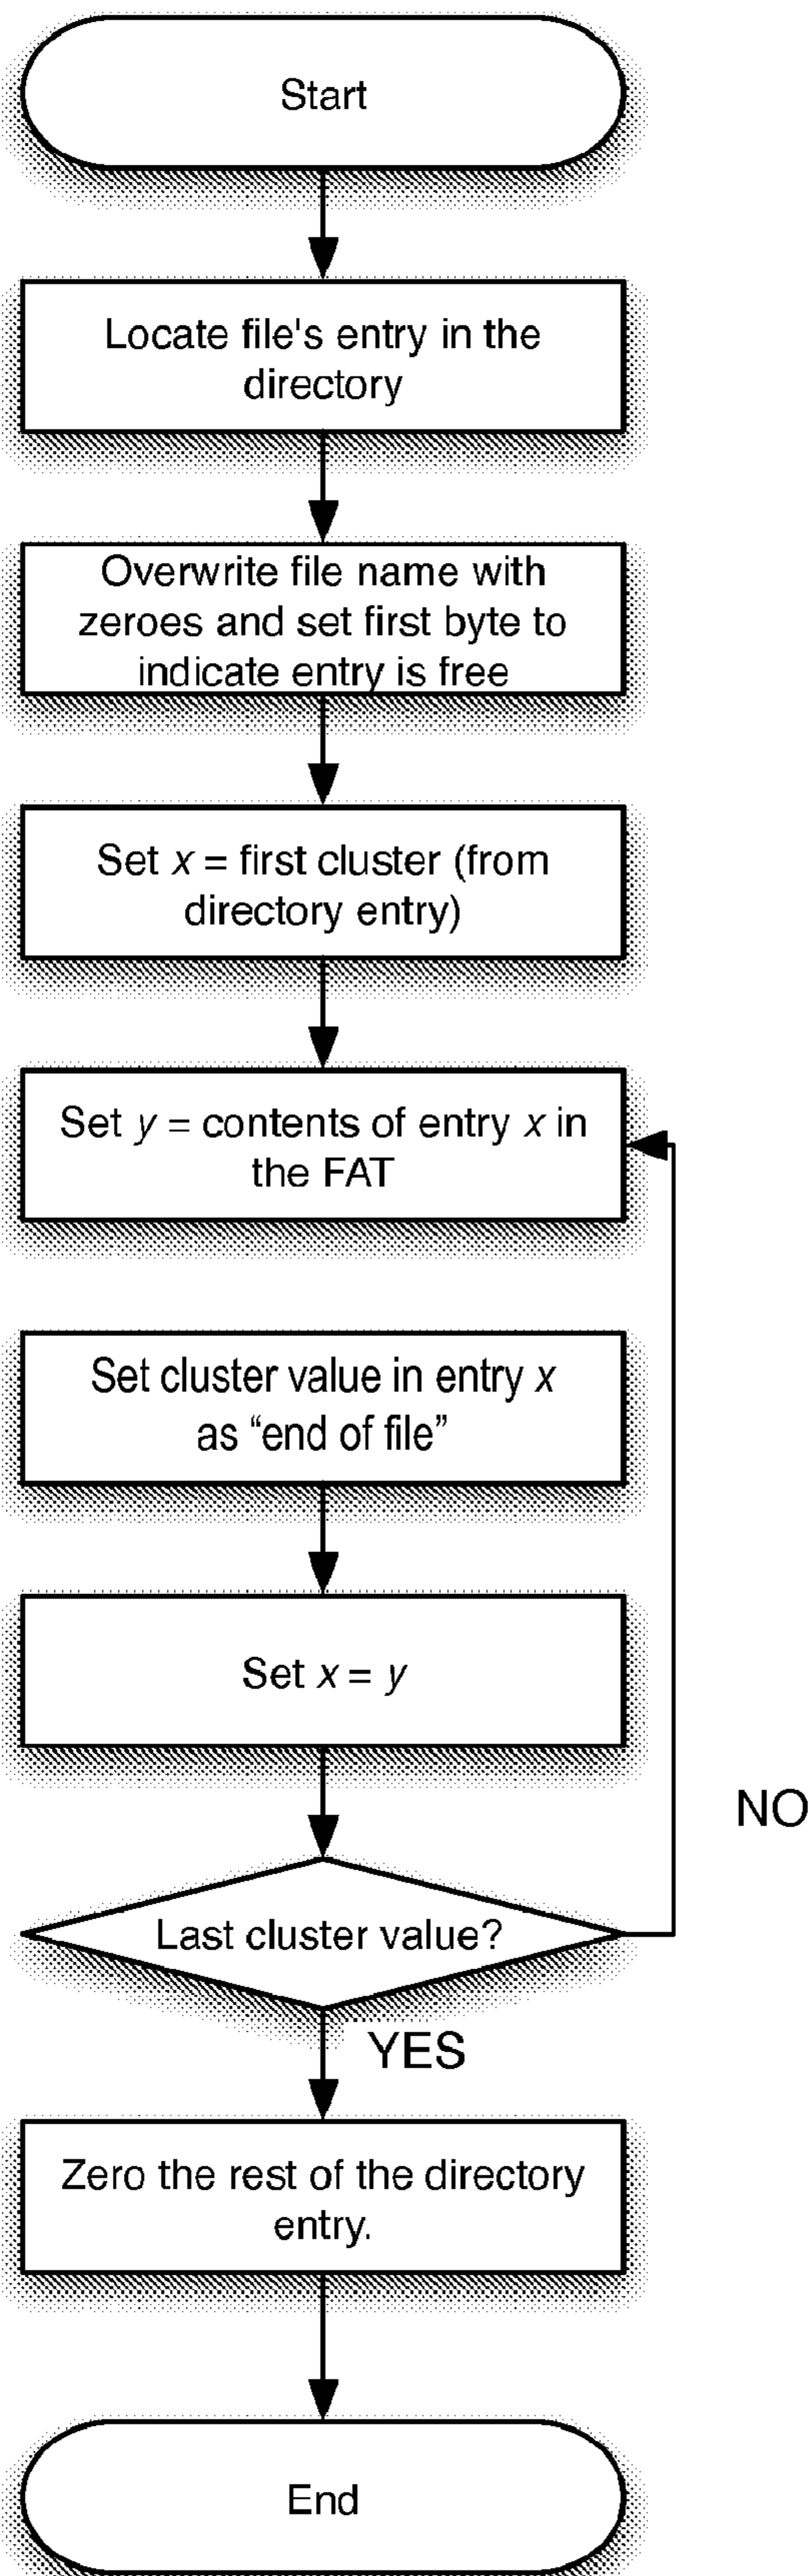 Start
Locate file's entry in the
directory
Overwrite file name with
zeroes and set first byte to
indicate entry is free
Set x = first cluster (from
directory entry)
Set y = contents of entry x in
the FAT
Set cluster value in entry x
as “end of file”
Set x = y
NO
Last cluster value?
YES
Zero the rest of the directory
entry.
End